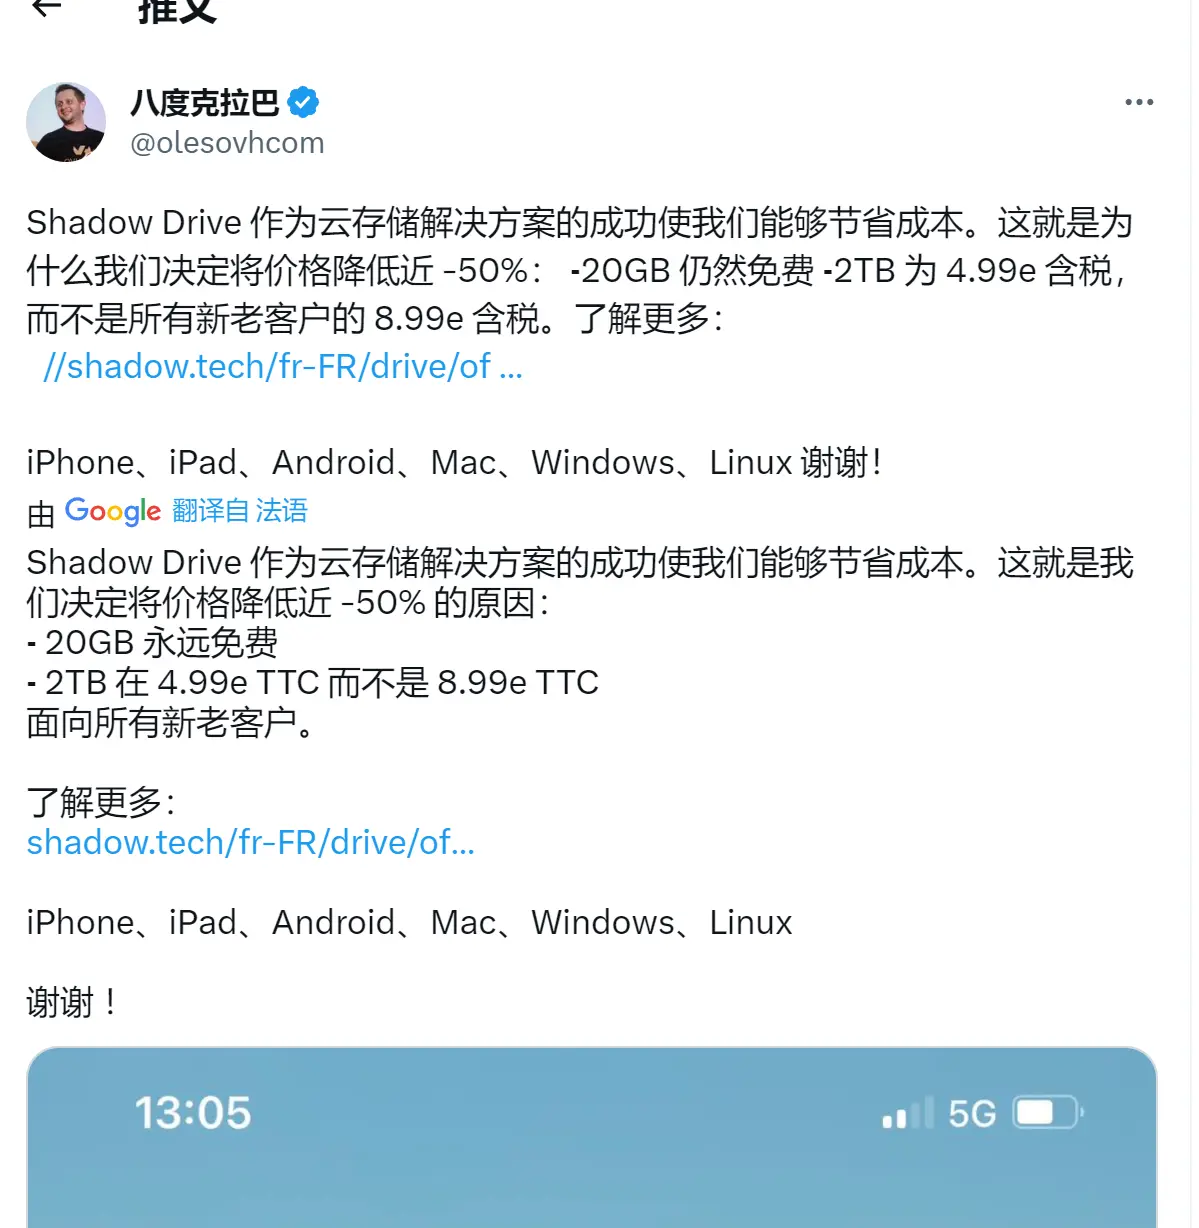 推文
八度克拉巴
@olesovhcom
Shadow Drive 作为云存储解决方案的成功使我们能够节省成本。这就是为
什么我们决定将价格降低近 -50%： -20GB 仍然免费 -2TB 为 4.99e 含税，
而不是所有新老客户的 8.99e 含税。了解更多：
//shadow.tech/fr-FR/drive/of ...
iPhone、iPad、Android、Mac、Windows、Linux 谢谢！
由 Google 翻译自 法语
Shadow Drive 作为云存储解决方案的成功使我们能够节省成本。这就是我
们决定将价格降低近 -50% 的原因：
- 20GB 永远免费
- 2TB 在 4.99e TTC 而不是 8.99e TTC
面向所有新老客户。
了解更多：
shadow.tech/fr-FR/drive/of...
iPhone、iPad、Android、Mac、Windows、Linux
谢谢！
13:05 5G